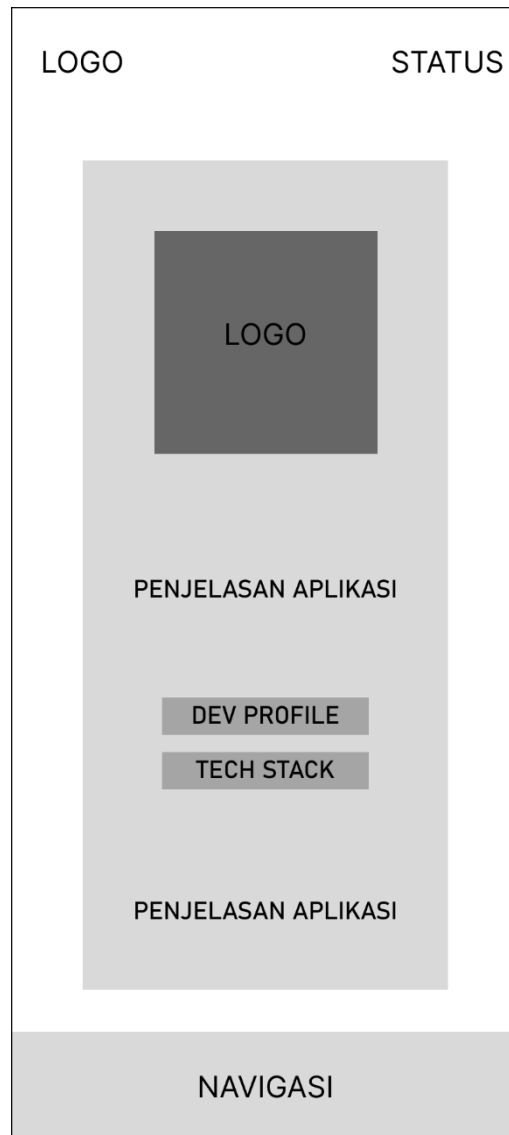 LOGO
STATUS
LOGO
PENJELASAN APLIKASI
DEV PROFILE
TECH STACK
PENJELASAN APLIKASI
NAVIGASI